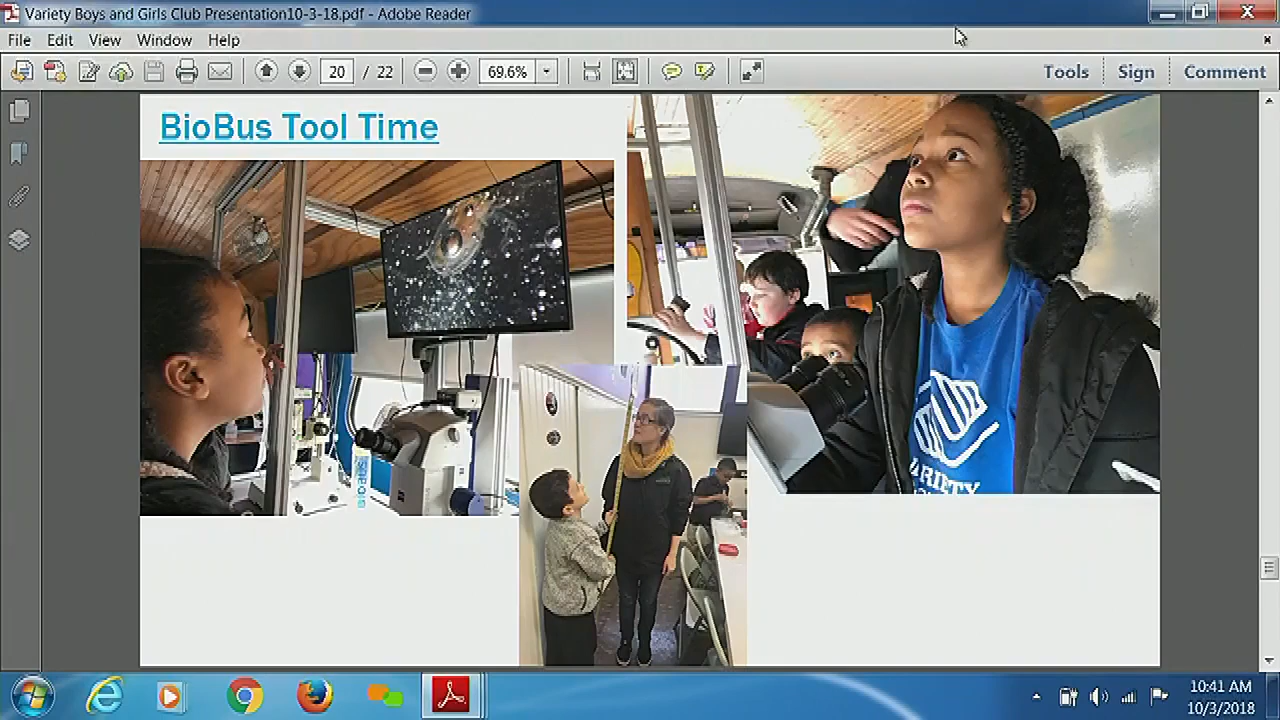 Variety Boys and Girls Club Presentation10-3-18.pdf - Adobe Reader
File Edit View Window Help
20 / 22 69.6% Tools Sign Comment
BioBus Tool Time
10:41 AM
10/3/2018